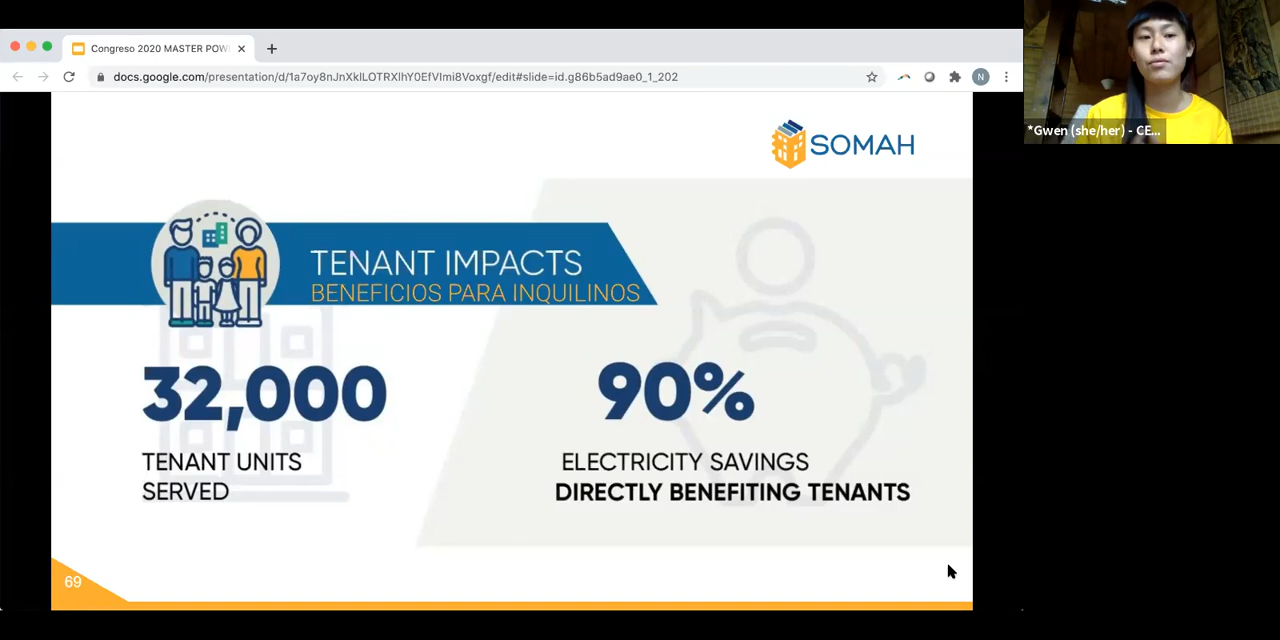 Congreso 2020 MASTER POW
docs.google.com/presentation/d/1a7oy8nJnXklLOTRXlhY0EfVImi8Voxgf/edit#slide=id.g86b5ad9ae0_1_202
N
*Gwen (she/her) - CE...
SOMAH
TENANT IMPACTS
BENEFICIOS PARA INQUILINOS
32,000
TENANT UNITS
SERVED
90%
ELECTRICITY SAVINGS
DIRECTLY BENEFITING TENANTS
69